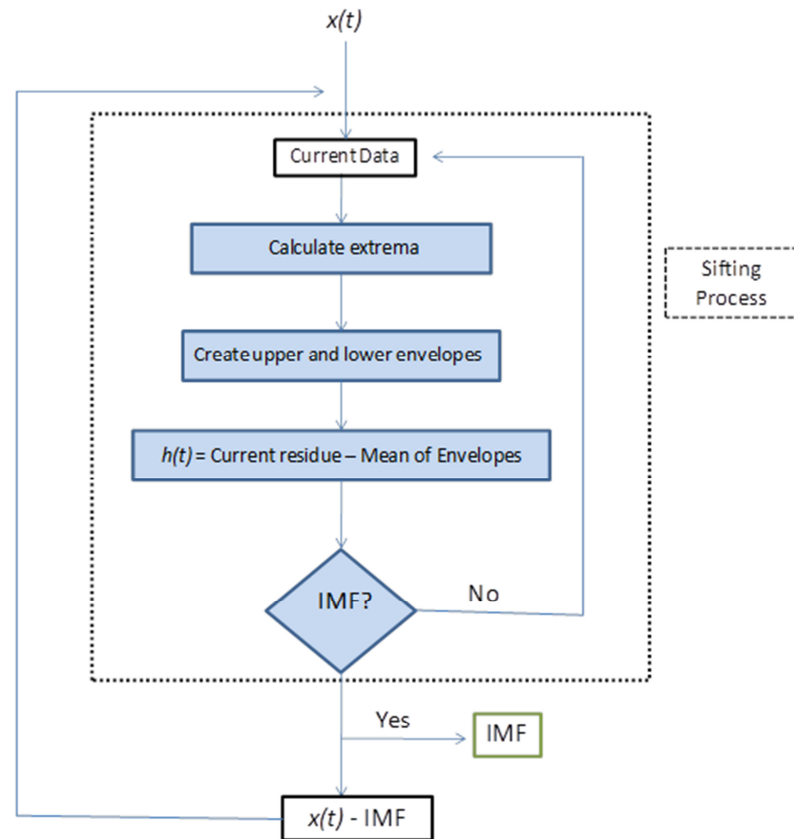 x(t)
Current Data
Calculate extrema
Create upper and lower envelopes
h(t) = Current residue – Mean of Envelopes
IMF?
No
Sifting
Process
Yes
IMF
x(t) - IMF